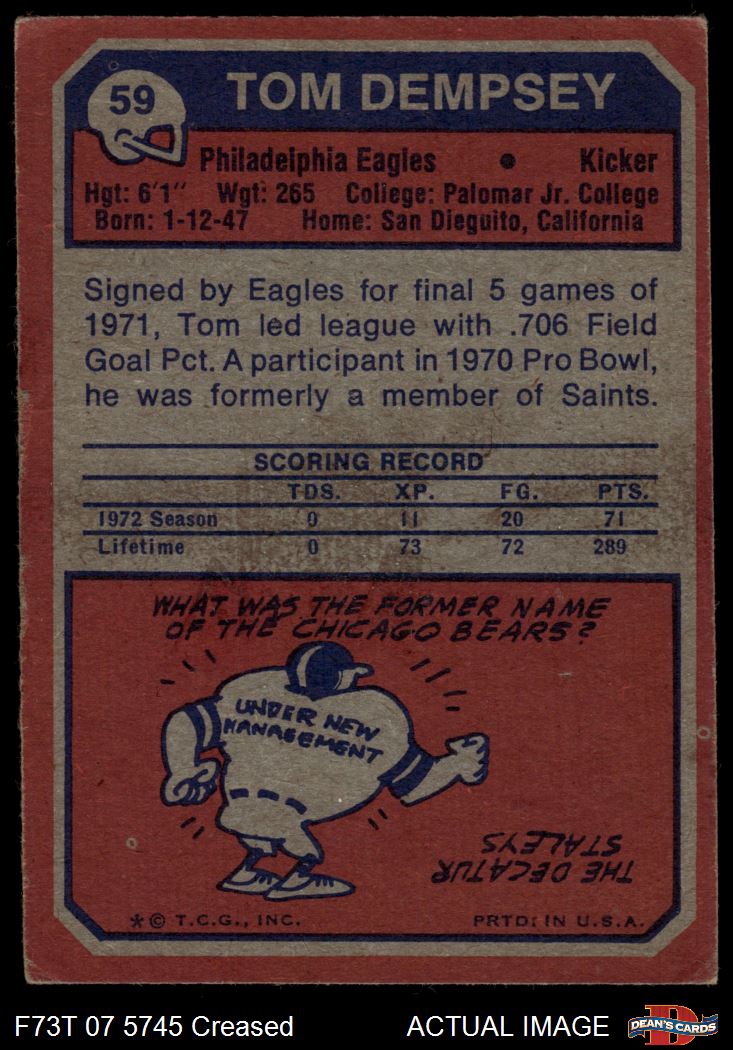 59
TOM DEMPSEY
Philadelphia Eagles • Kicker
Hgt: 6'1" Wgt: 265 College: Palomar Jr. College
Born: 1-12-47 Home: San Dieguito, California
Signed by Eagles for final 5 games of
1971, Tom led league with .706 Field
Goal Pct. A participant in 1970 Pro Bowl,
he was formerly a member of Saints.
SCORING RECORD
TDS. XP. FG. PTS.
1972 Season 0 11 20 71
Lifetime 0 73 72 289
WHAT WAS THE FORMER NAME
OF THE CHICAGO BEARS?
UNDER NEW
MANAGEMENT
THE DECATUR
STALEYS
*© T.C.G., INC. PRTD. IN U.S.A.
F73T 07 5745 Creased ACTUAL IMAGE
D
DEAN'S CARDS